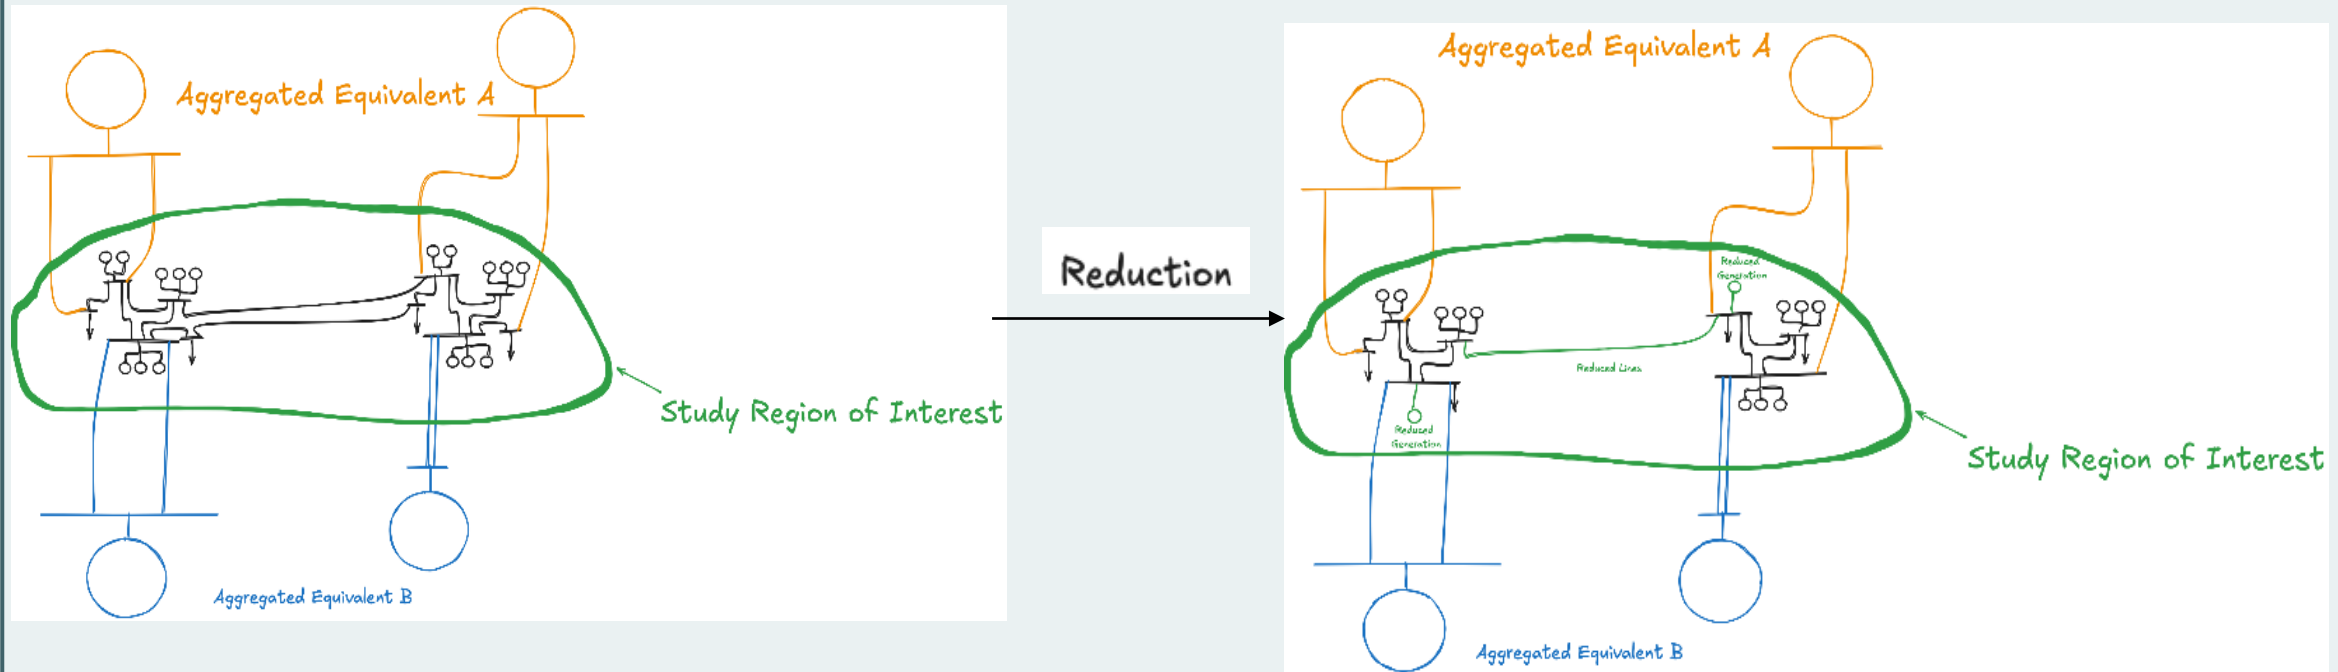 Aggregated Equivalent A
Study Region of Interest
Aggregated Equivalent B
Reduction
Aggregated Equivalent A
Reduced
Generation
Reduced Lines
Reduced
Generation
Study Region of Interest
Aggregated Equivalent B